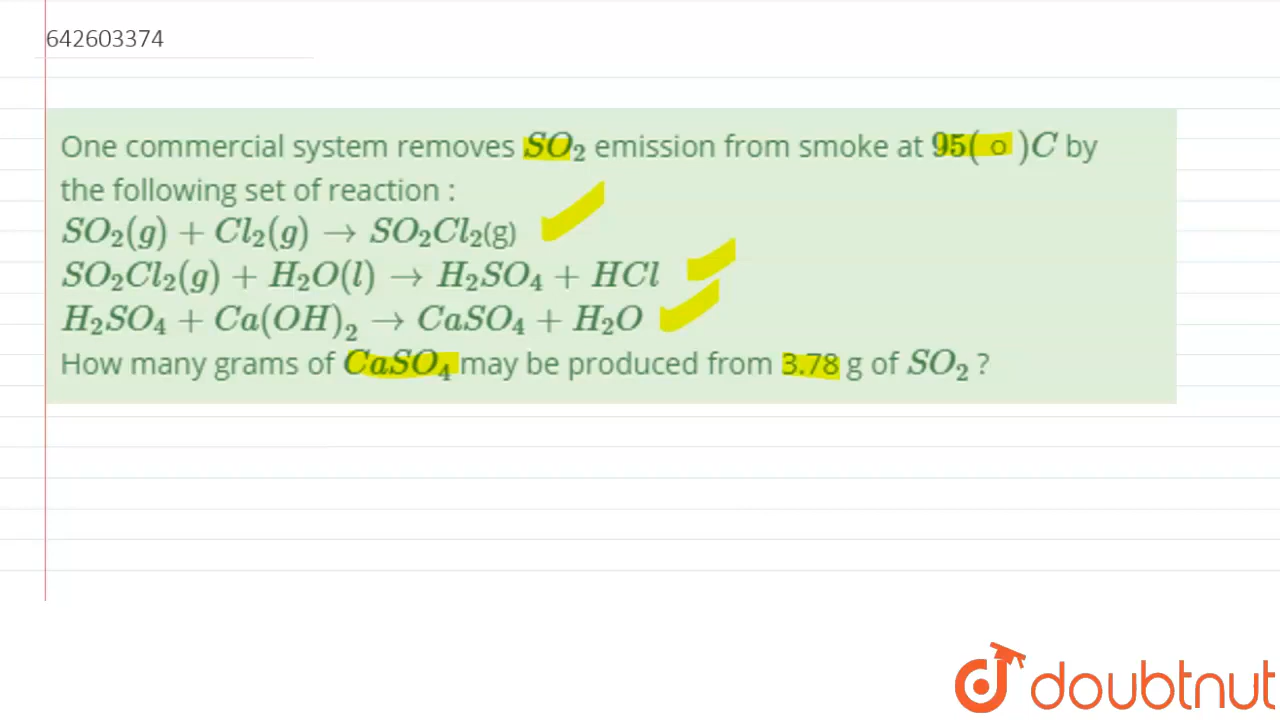 642603374
One commercial system removes SO₂ emission from smoke at 95( ∘ )C by
the following set of reaction :
SO₂(g) + Cl₂(g) → SO₂Cl₂(g)
SO₂Cl₂(g) + H₂O(l) → H₂SO₄ + HCl
H₂SO₄ + Ca(OH)₂ → CaSO₄ + H₂O
How many grams of CaSO₄ may be produced from 3.78 g of SO₂ ?
doubtnut